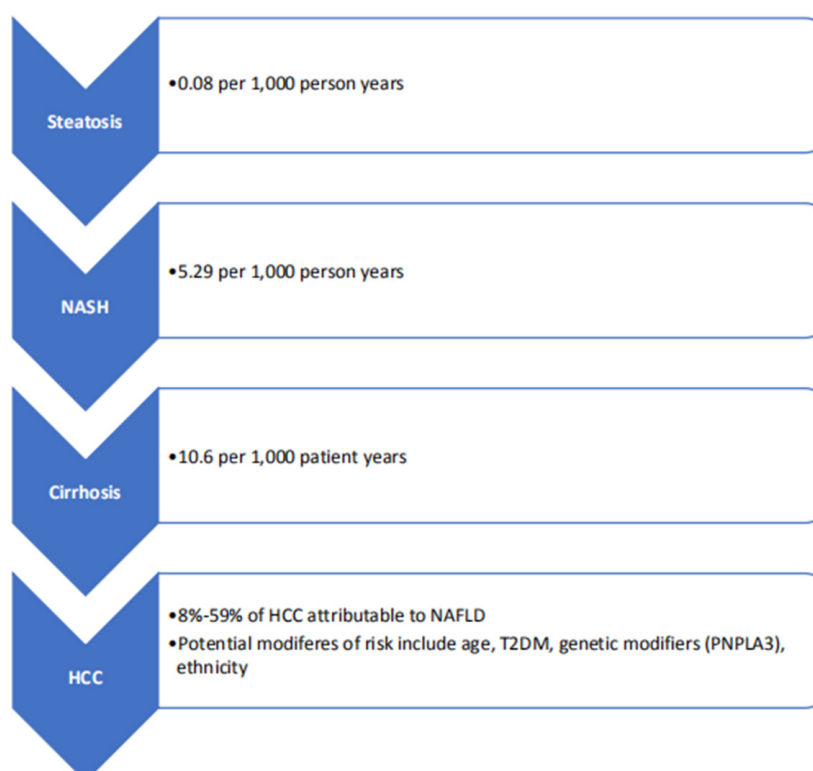 Steatosis
•0.08 per 1,000 person years
NASH
•5.29 per 1,000 person years
Cirrhosis
•10.6 per 1,000 patient years
HCC
•8%-59% of HCC attributable to NAFLD
•Potential modiferes of risk include age, T2DM, genetic modifiers (PNPLA3),
ethnicity